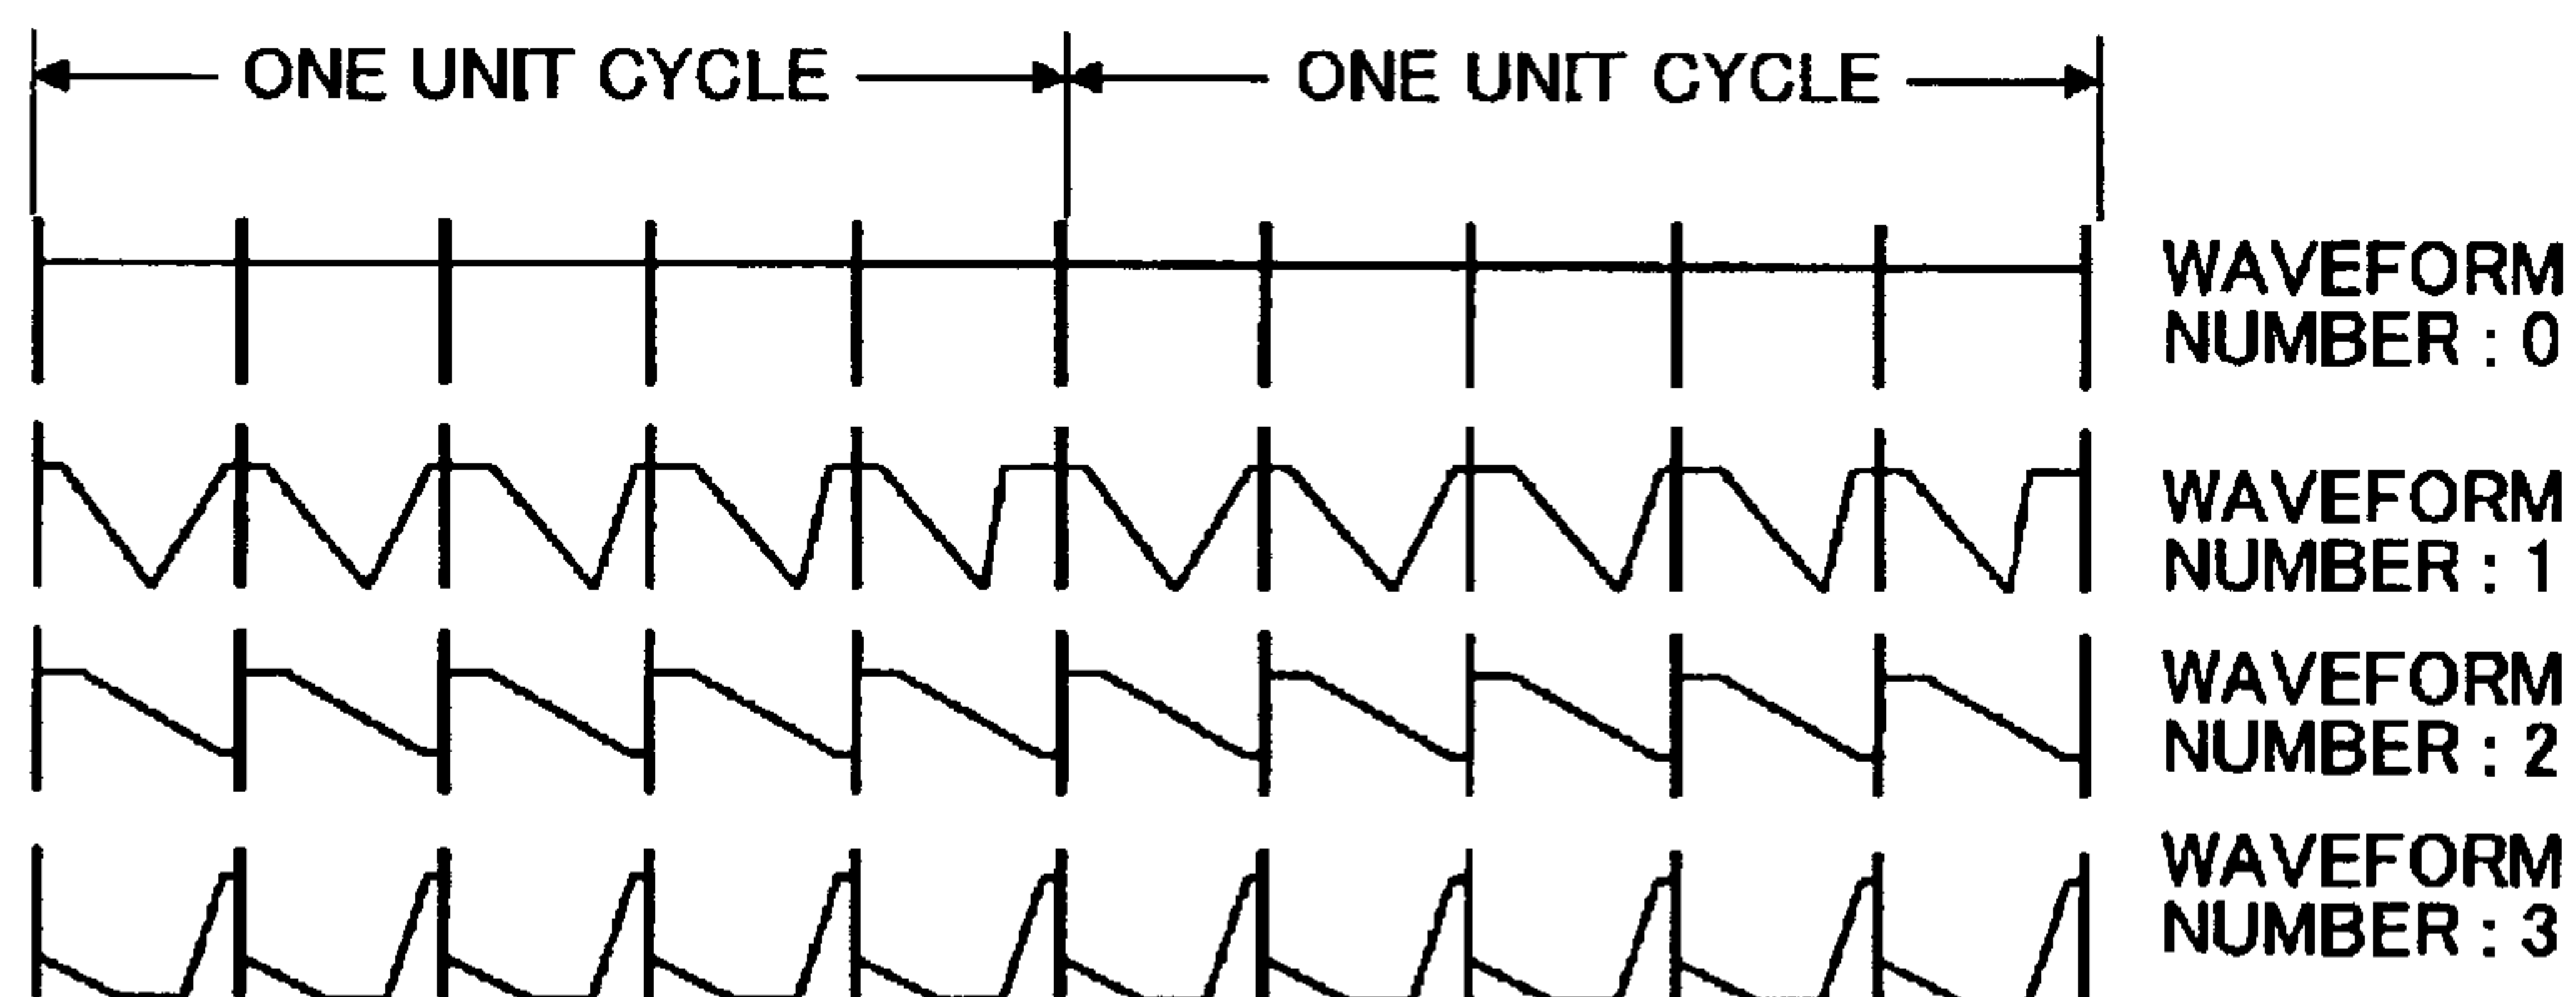 ONE UNIT CYCLE ONE UNIT CYCLE
WAVEFORM
NUMBER : 0
WAVEFORM
NUMBER : 1
WAVEFORM
NUMBER : 2
WAVEFORM
NUMBER : 3